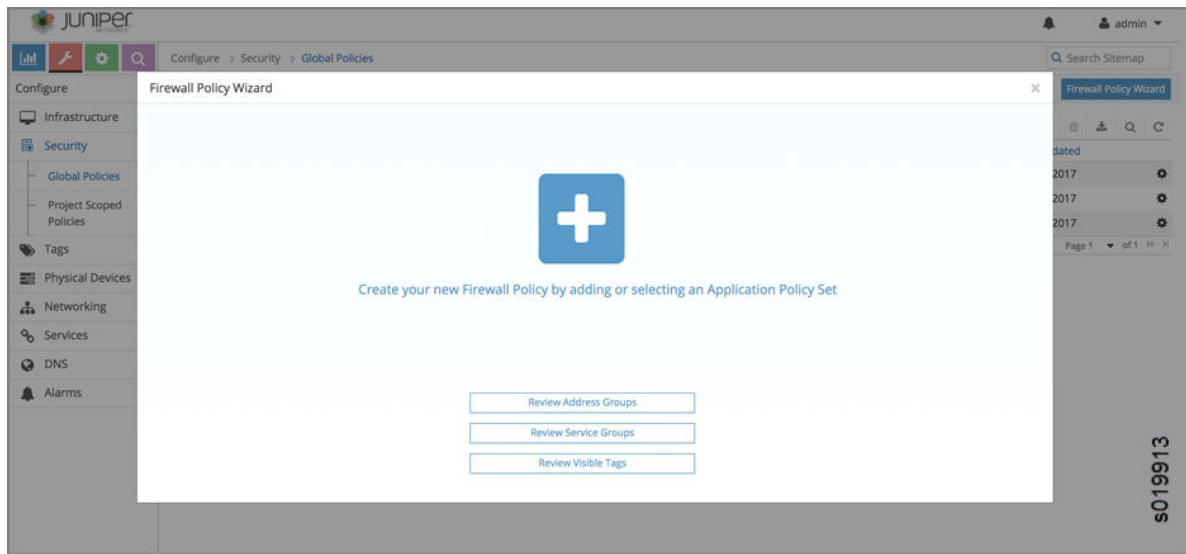 JUNIPEr
NETWORKS
admin
Configure > Security > Global Policies
Search Sitemap
Configure
Firewall Policy Wizard
×
Firewall Policy Wizard
Infrastructure
Security
dated
Global Policies
2017
Project Scoped
Policies
2017
2017
Tags
Page 1 of 1
Physical Devices
Create your new Firewall Policy by adding or selecting an Application Policy Set
Networking
Services
DNS
Alarms
Review Address Groups
Review Service Groups
Review Visible Tags
s019913